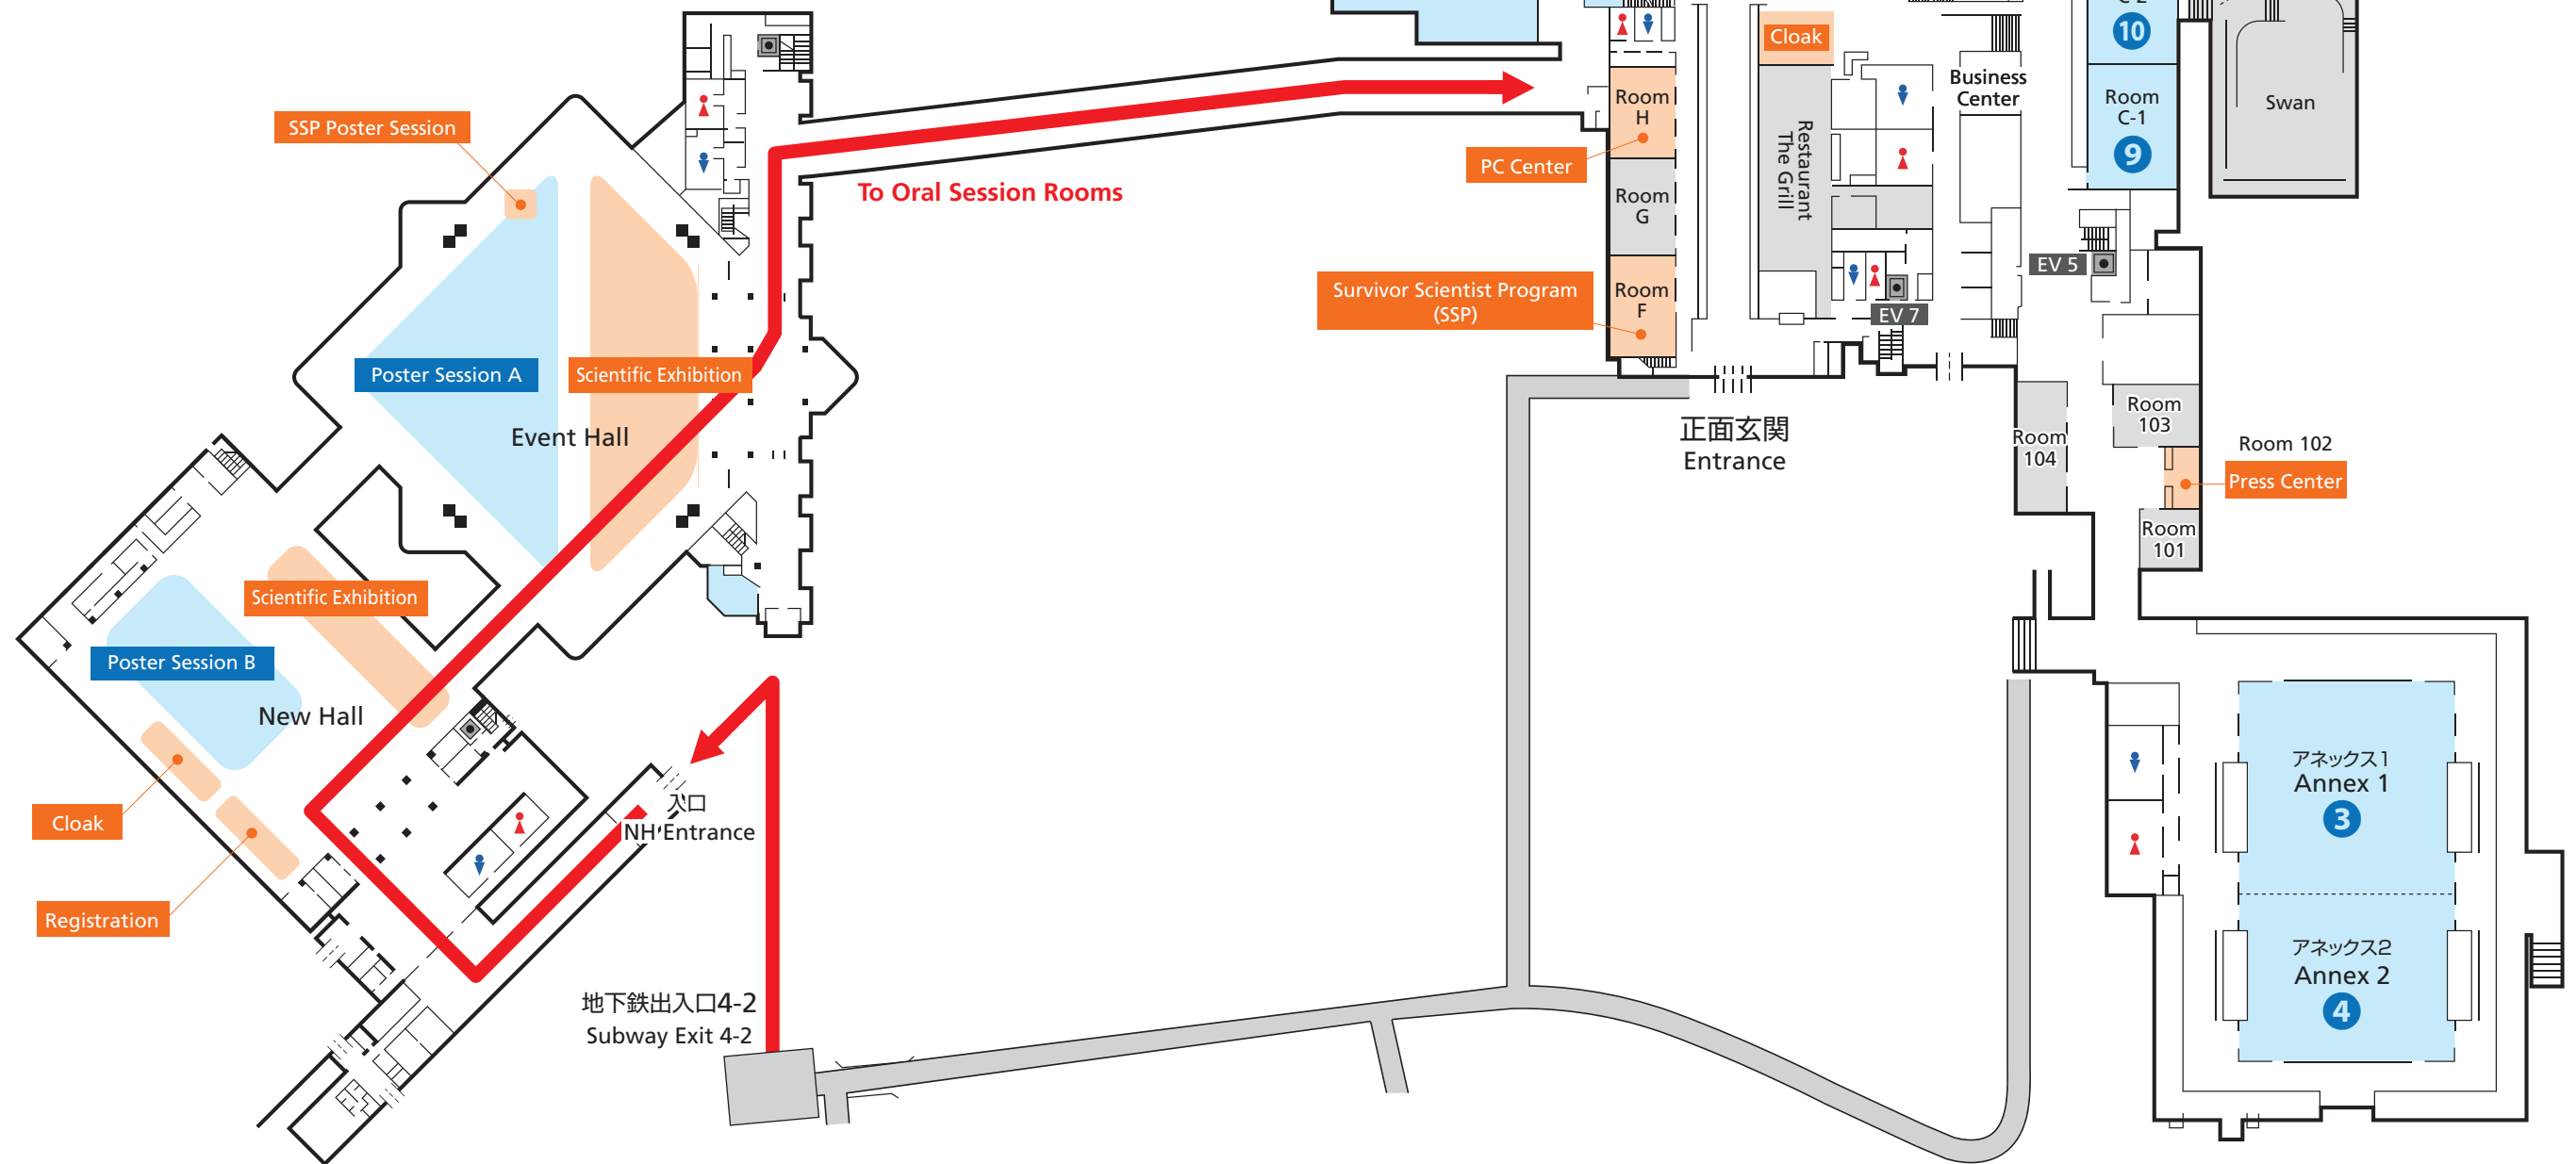 C-2
10
Cloak
Business
Center
Room
H
Room
C-1
9
Swan
SSP Poster Session
PC Center
Restaurant
The Grill
To Oral Session Rooms
Room
G
EV 5
Survivor Scientist Program
(SSP)
Room
F
EV 7
Poster Session A
Scientific Exhibition
Event Hall
正面玄関
Entrance
Room
103
Room
104
Room 102
Press Center
Room
101
Scientific Exhibition
Poster Session B
New Hall
アネックス1
Annex 1
3
入口
NH Entrance
Cloak
Registration
アネックス2
Annex 2
4
地下鉄出入口4-2
Subway Exit 4-2